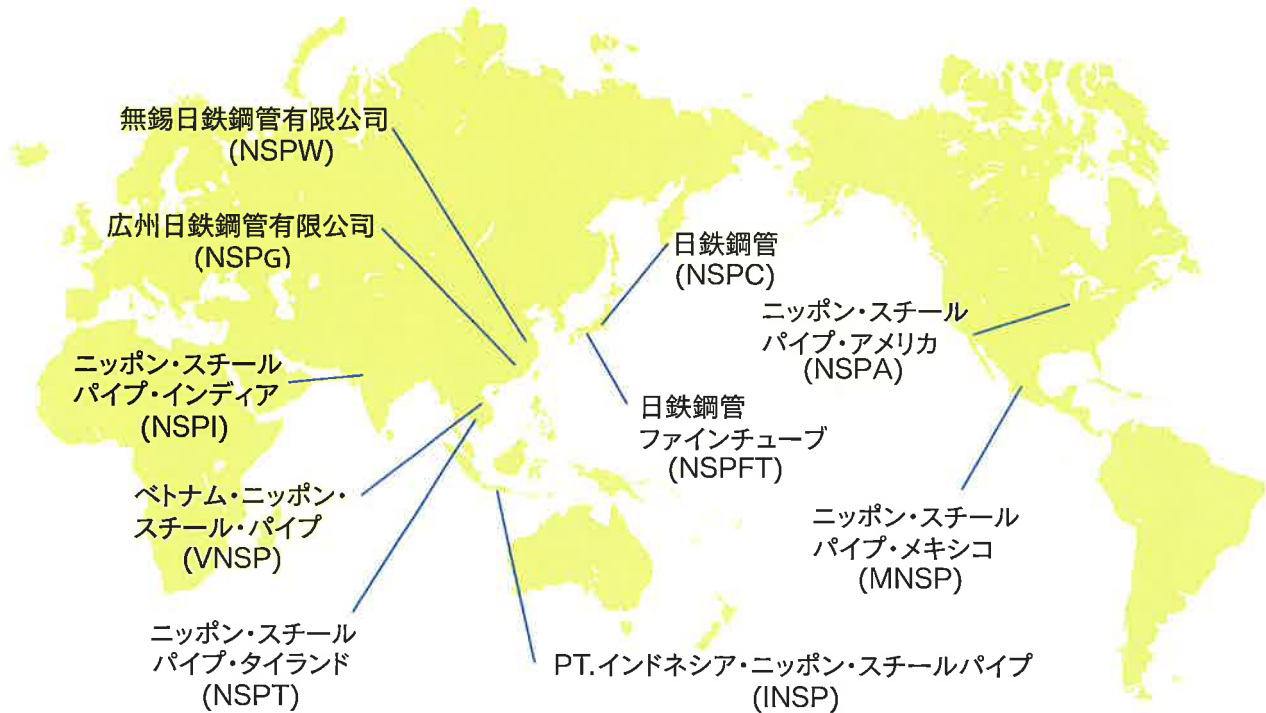 無錫日鉄鋼管有限公司
(NSPW)
広州日鉄鋼管有限公司
(NSPG)
日鉄鋼管
(NSPC)
ニッポン・スチール
パイプ・アメリカ
(NSPA)
ニッポン・スチール
パイプ・インディア
(NSPI)
日鉄鋼管
ファインチューブ
(NSPFT)
ベトナム・ニッポン・
スチール・パイプ
(VNSP)
ニッポン・スチール
パイプ・メキシコ
(MNSP)
ニッポン・スチール
パイプ・タイランド
(NSPT)
PT.インドネシア・ニッポン・スチールパイプ
(INSP)